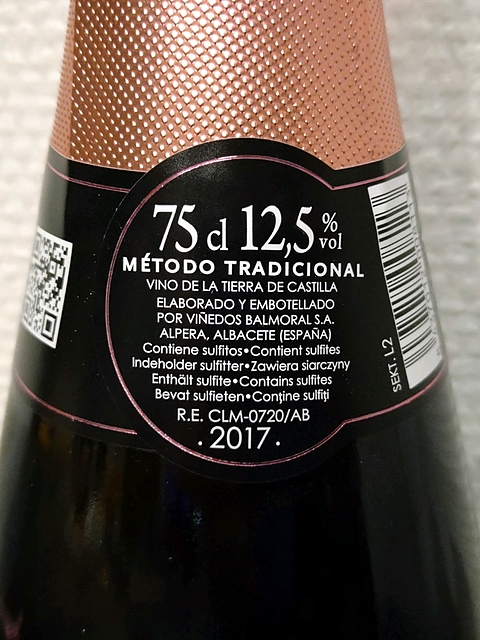 75 cl 12,5 % vol
MÉTODO TRADICIONAL
VINO DE LA TIERRA DE CASTILLA
ELABORADO Y EMBOTELLADO
POR VIÑEDOS BALMORAL S.A.
ALPERA, ALBACETE (ESPAÑA)
Contiene sulfitos•Contient sulfites
Indeholder sulfitter•Zawiera siarczyny
Enthält sulfite•Contains sulfites
Bevat sulfieten•Conţine sulfiţi
R.E. CLM-0720/AB
·2017·
SEKT. L2